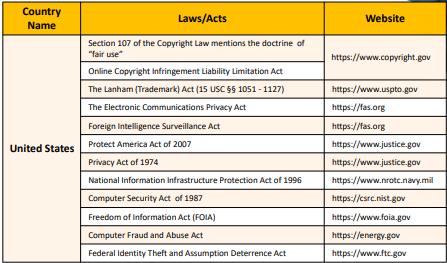 Country Name
Laws/Acts
Website
United States
Section 107 of the Copyright Law mentions the doctrine of
“fair use”
https://www.copyright.gov
Online Copyright Infringement Liability Limitation Act
The Lanham (Trademark) Act (15 USC §§ 1051 - 1127)
https://www.uspto.gov
The Electronic Communications Privacy Act
https://fas.org
Foreign Intelligence Surveillance Act
https://fas.org
Protect America Act of 2007
https://www.justice.gov
Privacy Act of 1974
https://www.justice.gov
National Information Infrastructure Protection Act of 1996
https://www.nrotc.navy.mil
Computer Security Act of 1987
https://csrc.nist.gov
Freedom of Information Act (FOIA)
https://www.foia.gov
Computer Fraud and Abuse Act
https://energy.gov
Federal Identity Theft and Assumption Deterrence Act
https://www.ftc.gov